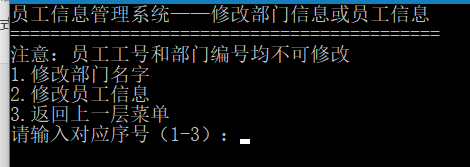 员工信息管理系统——修改部门信息或员工信息
===========================================
注意：员工工号和部门编号均不可修改
1.修改部门名字
2.修改员工信息
3.返回上一层菜单
请输入对应序号（1-3）：